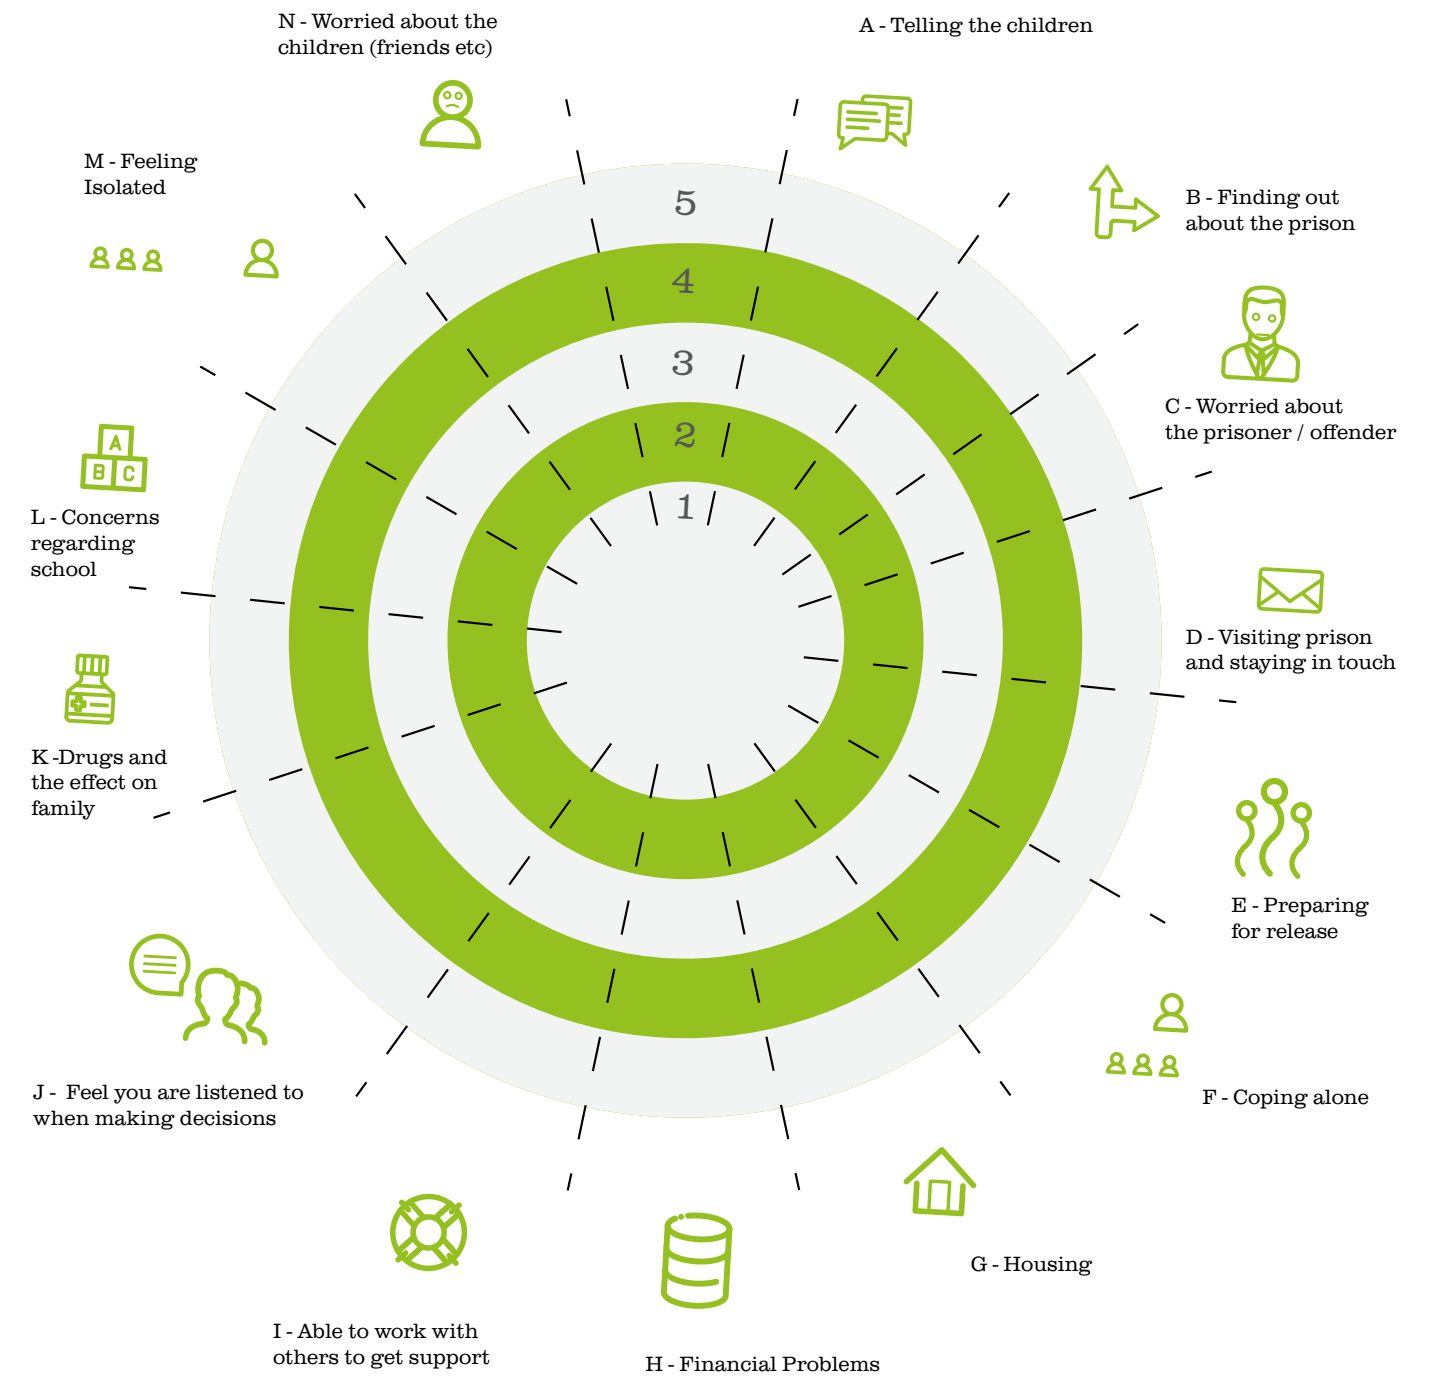 N - Worried about the
children (friends etc)
A - Telling the children
M - Feeling
Isolated
B - Finding out
about the prison
5
4
3
2
1
C - Worried about
the prisoner / offender
A
B C
L - Concerns
regarding
school
D - Visiting prison
and staying in touch
K -Drugs and
the effect on
family
E - Preparing
for release
J -  Feel you are listened to
when making decisions
F - Coping alone
G - Housing
I - Able to work with
others to get support
H - Financial Problems